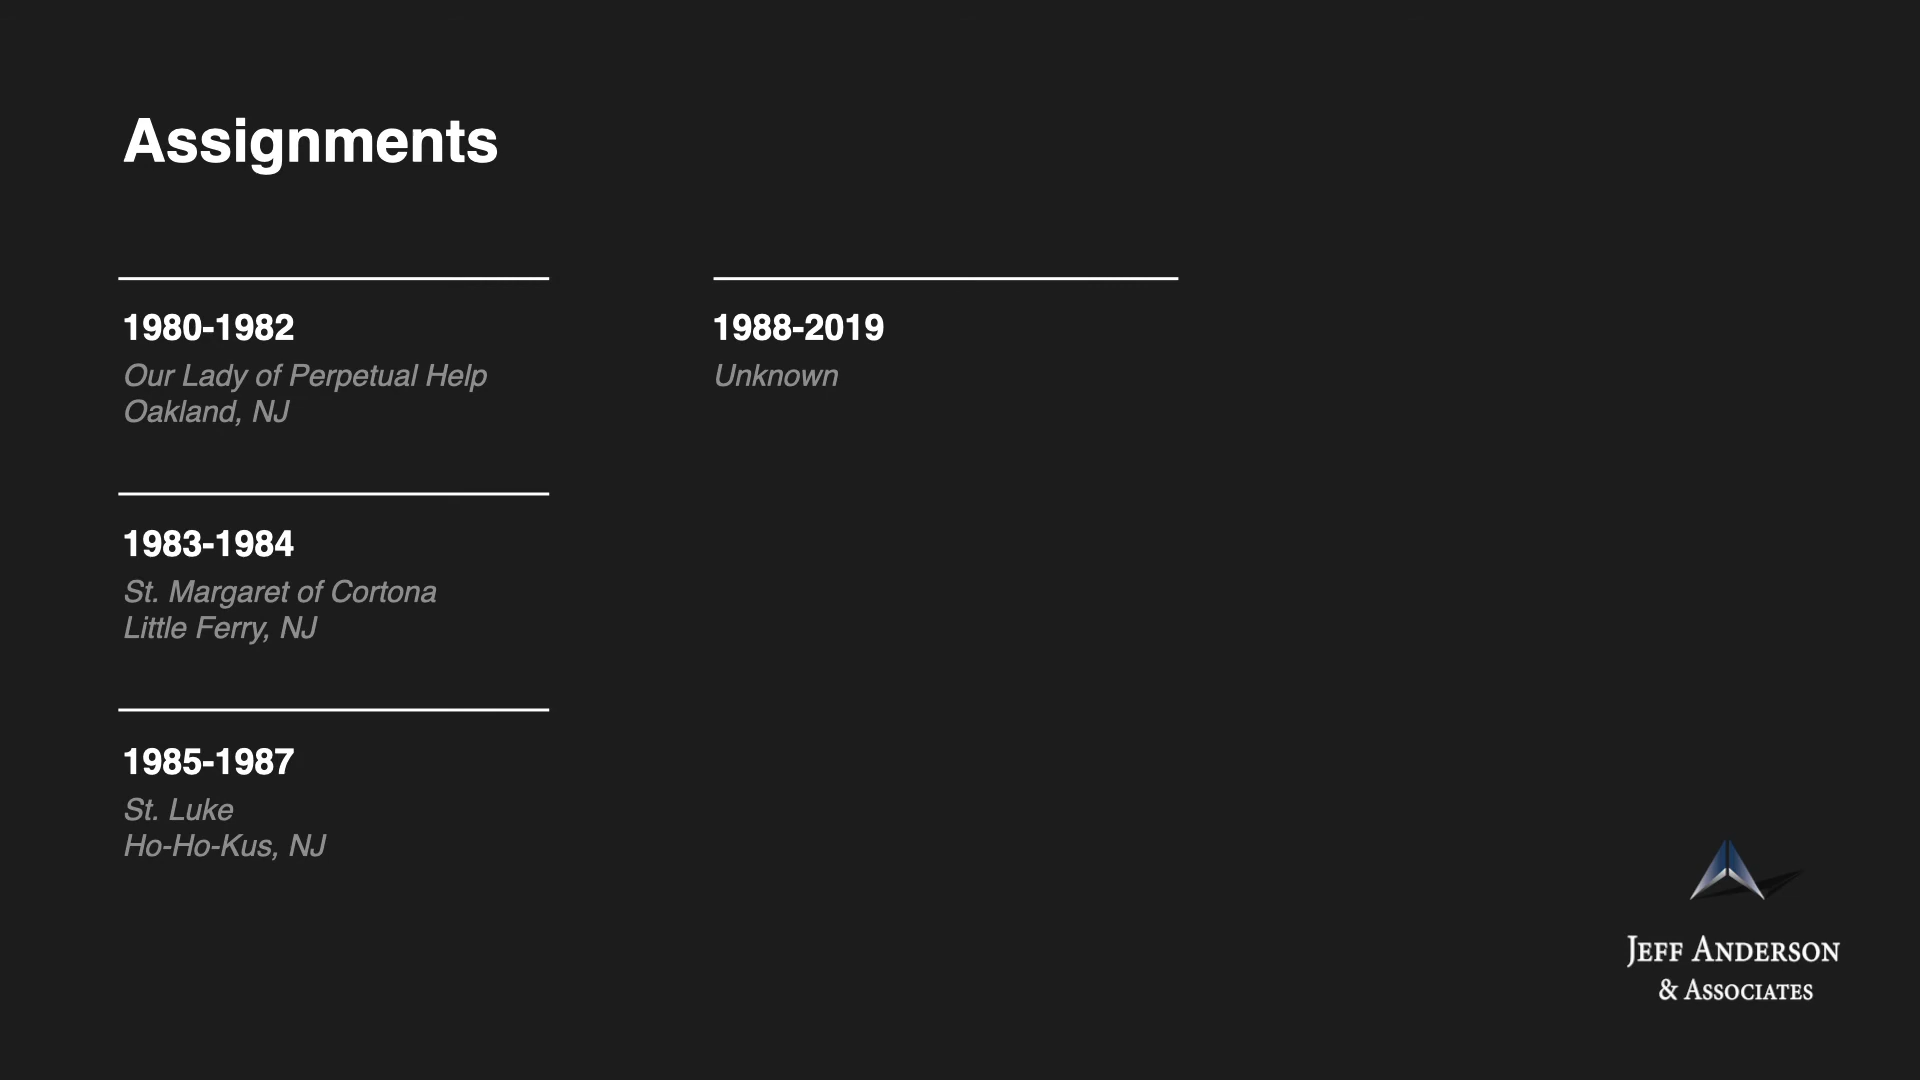 Assignments
1980-1982
Our Lady of Perpetual Help
Oakland, NJ
1983-1984
St. Margaret of Cortona
Little Ferry, NJ
1985-1987
St. Luke
Ho-Ho-Kus, NJ
1988-2019
Unknown
JEFF ANDERSON
& ASSOCIATES